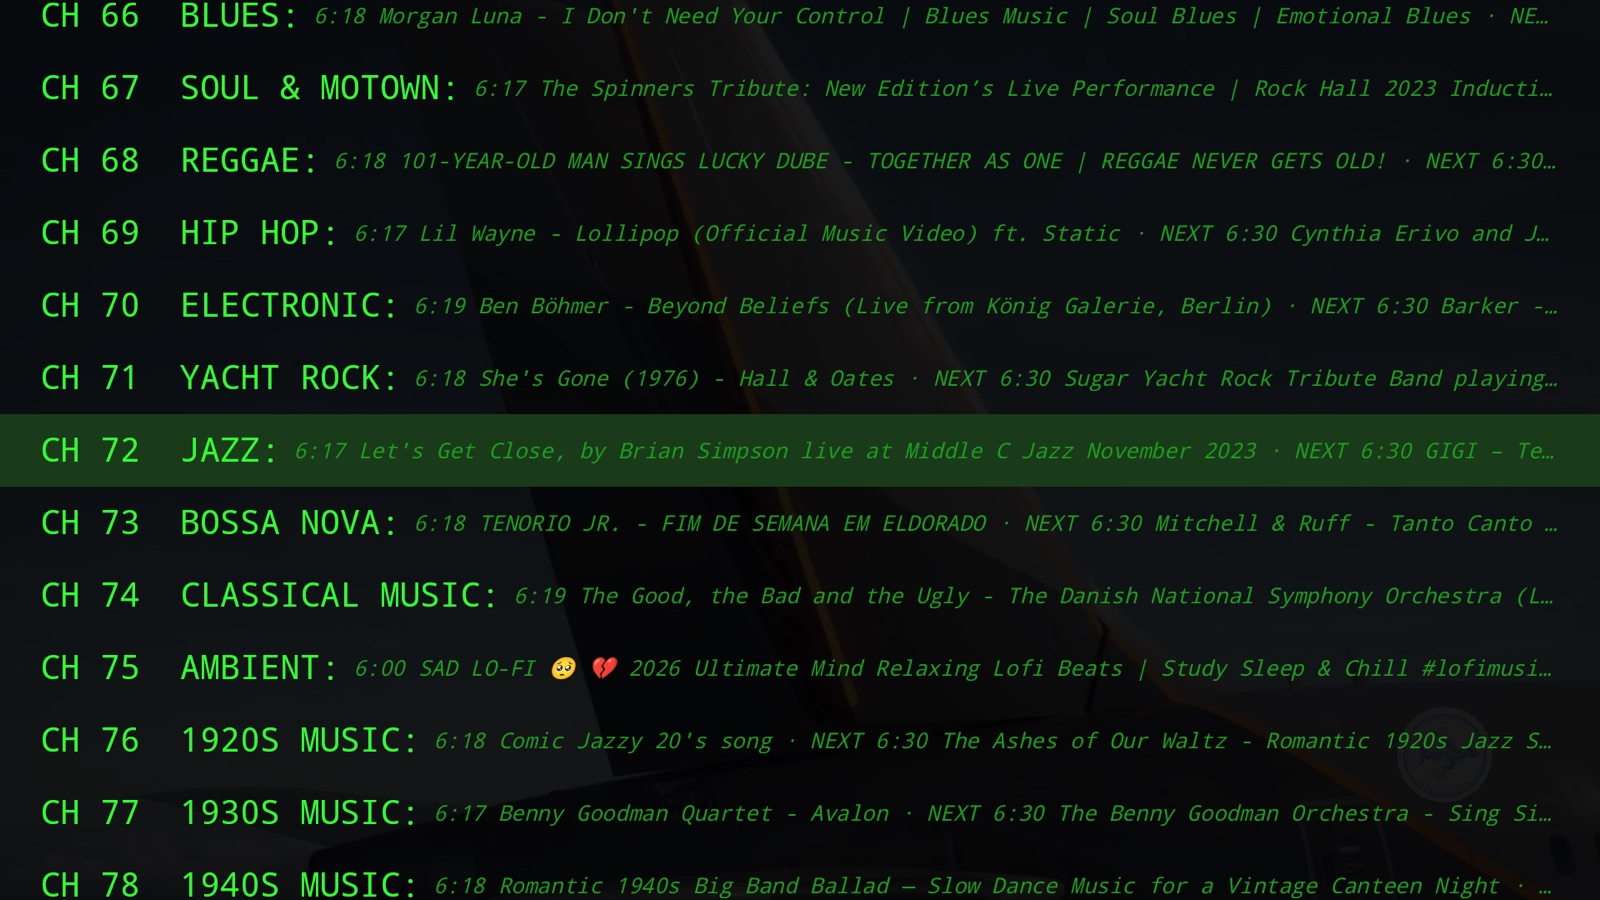 CH 66 BLUES: 6:18 Morgan Luna - I Don't Need Your Control | Blues Music | Soul Blues | Emotional Blues · NE…
CH 67 SOUL & MOTOWN: 6:17 The Spinners Tribute: New Edition’s Live Performance | Rock Hall 2023 Inducti…
CH 68 REGGAE: 6:18 101-YEAR-OLD MAN SINGS LUCKY DUBE - TOGETHER AS ONE | REGGAE NEVER GETS OLD! · NEXT 6:30…
CH 69 HIP HOP: 6:17 Lil Wayne - Lollipop (Official Music Video) ft. Static · NEXT 6:30 Cynthia Erivo and J…
CH 70 ELECTRONIC: 6:19 Ben Böhmer - Beyond Beliefs (Live from König Galerie, Berlin) · NEXT 6:30 Barker -…
CH 71 YACHT ROCK: 6:18 She's Gone (1976) - Hall & Oates · NEXT 6:30 Sugar Yacht Rock Tribute Band playing…
CH 72 JAZZ: 6:17 Let's Get Close, by Brian Simpson live at Middle C Jazz November 2023 · NEXT 6:30 GIGI – Te…
CH 73 BOSSA NOVA: 6:18 TENORIO JR. - FIM DE SEMANA EM ELDORADO · NEXT 6:30 Mitchell & Ruff - Tanto Canto …
CH 74 CLASSICAL MUSIC: 6:19 The Good, the Bad and the Ugly - The Danish National Symphony Orchestra (L…
CH 75 AMBIENT: 6:00 SAD LO-FI 🥺 💔 2026 Ultimate Mind Relaxing Lofi Beats | Study Sleep & Chill #lofimusi…
CH 76 1920S MUSIC: 6:18 Comic Jazzy 20's song · NEXT 6:30 The Ashes of Our Waltz - Romantic 1920s Jazz S…
CH 77 1930S MUSIC: 6:17 Benny Goodman Quartet - Avalon · NEXT 6:30 The Benny Goodman Orchestra - Sing Si…
CH 78 1940S MUSIC: 6:18 Romantic 1940s Big Band Ballad — Slow Dance Music for a Vintage Canteen Night · …